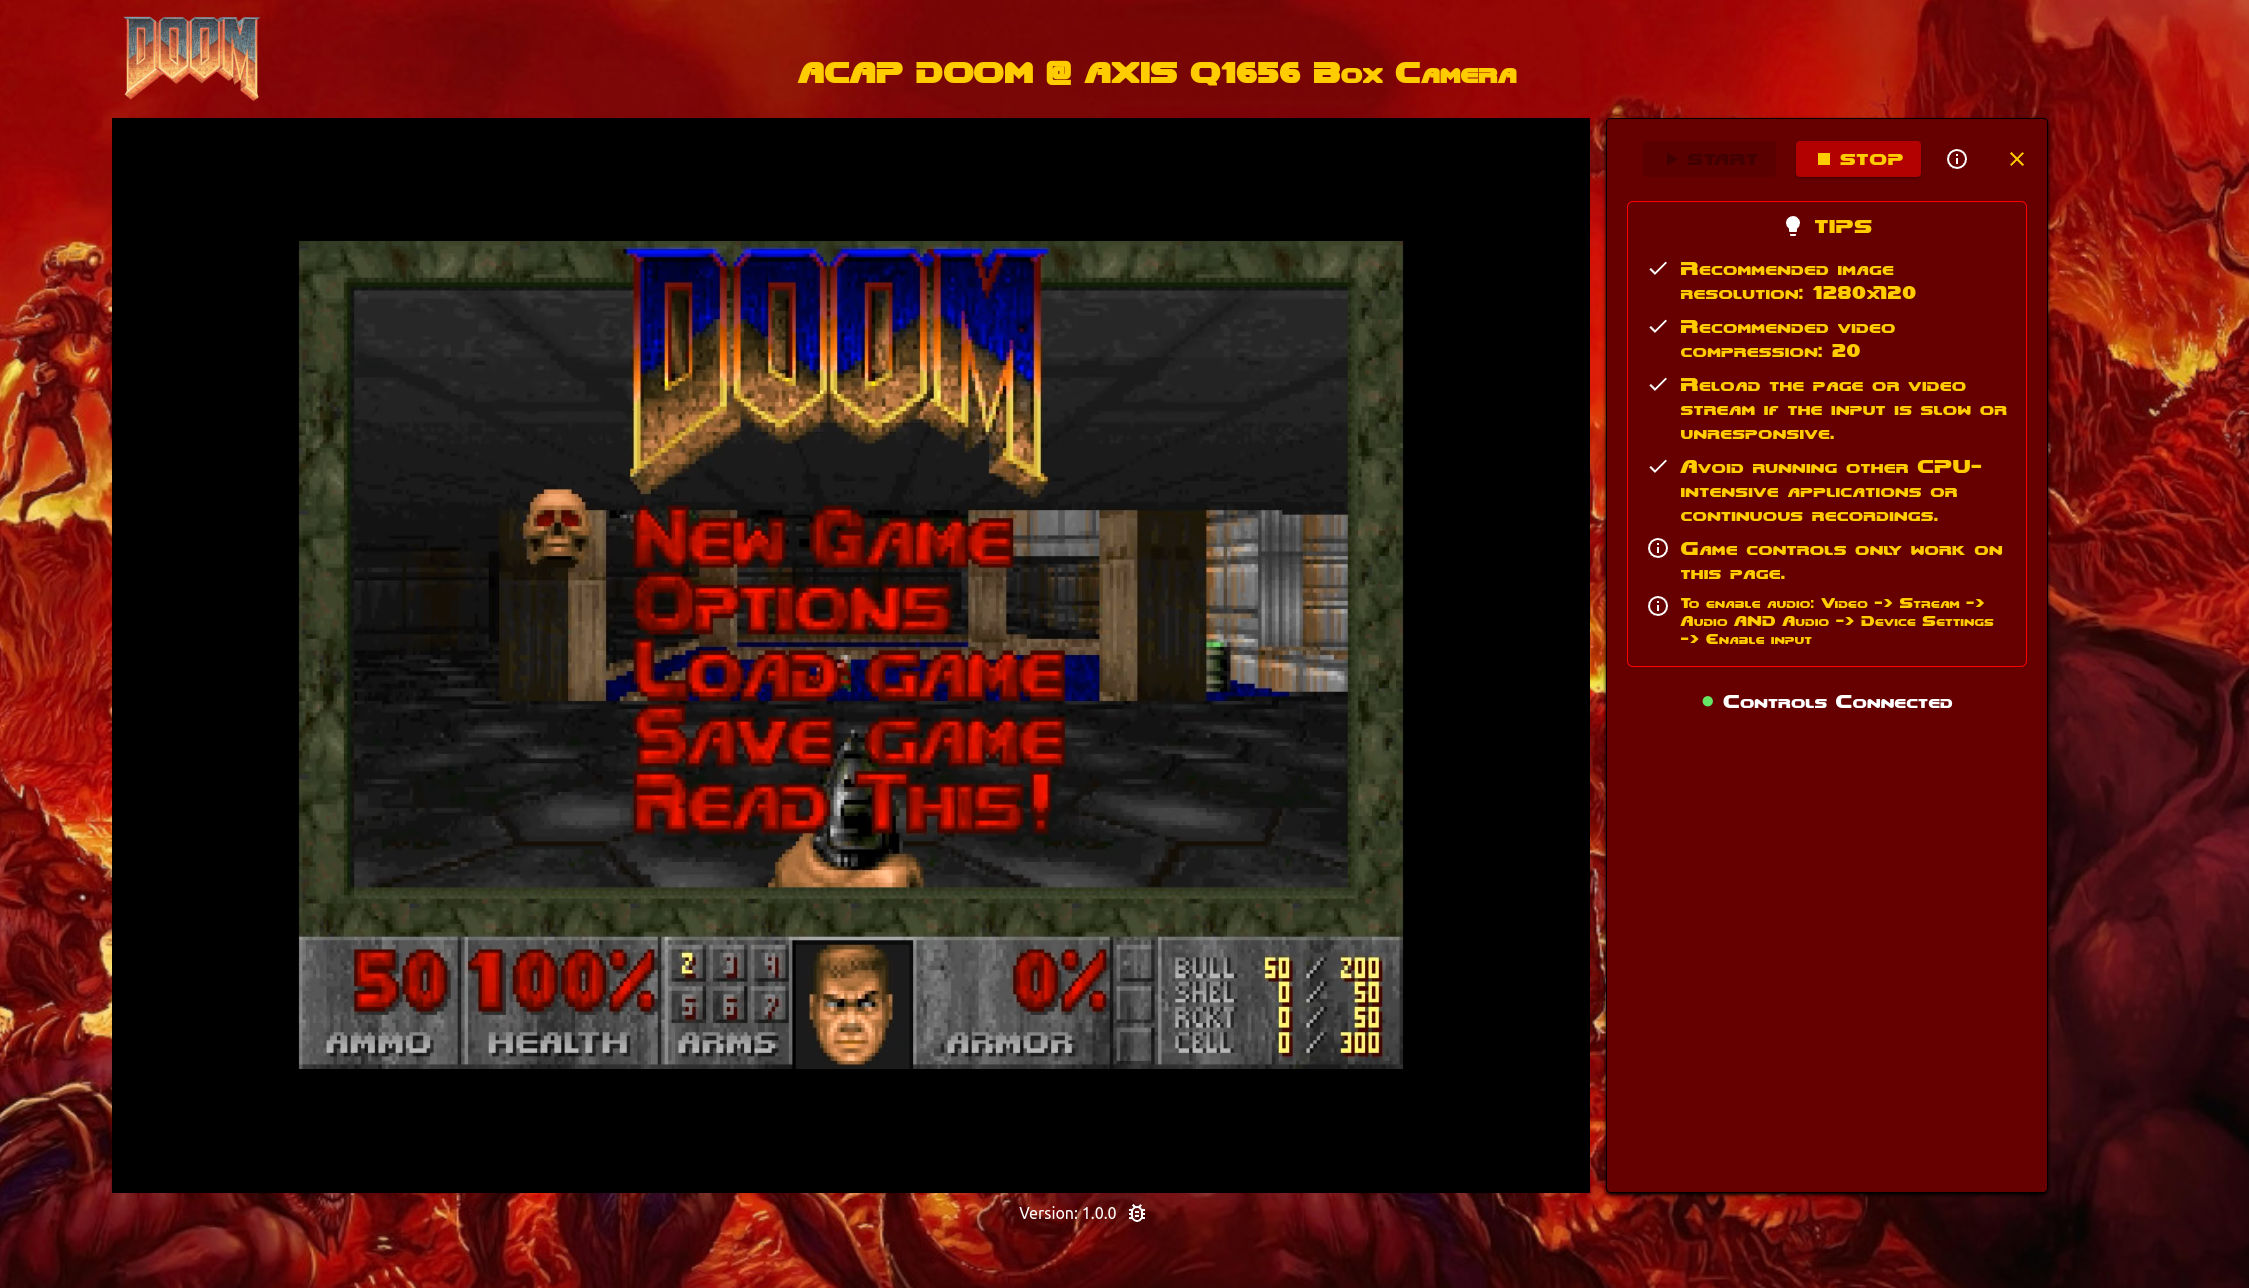 DOOM
ACAP DOOM @ AXIS Q1656 Box Camera
START
STOP
TIPS
Recommended image
resolution: 1280x720
Recommended video
compression: 20
Reload the page or video
stream if the input is slow or
unresponsive.
Avoid running other CPU-
intensive applications or
continuous recordings.
Game controls only work on
this page.
To enable audio: Video -> Stream ->
Audio AND Audio -> Device Settings
-> Enable input
Controls Connected
DOOM
New Game
Options
Load game
Save game
Read This!
50
AMMO
100%
HEALTH
2 3 4
5 6 7
ARMS
0%
ARMOR
BULL 50 / 200
SHEL 0 / 50
RCKT 0 / 50
CELL 0 / 300
Version: 1.0.0